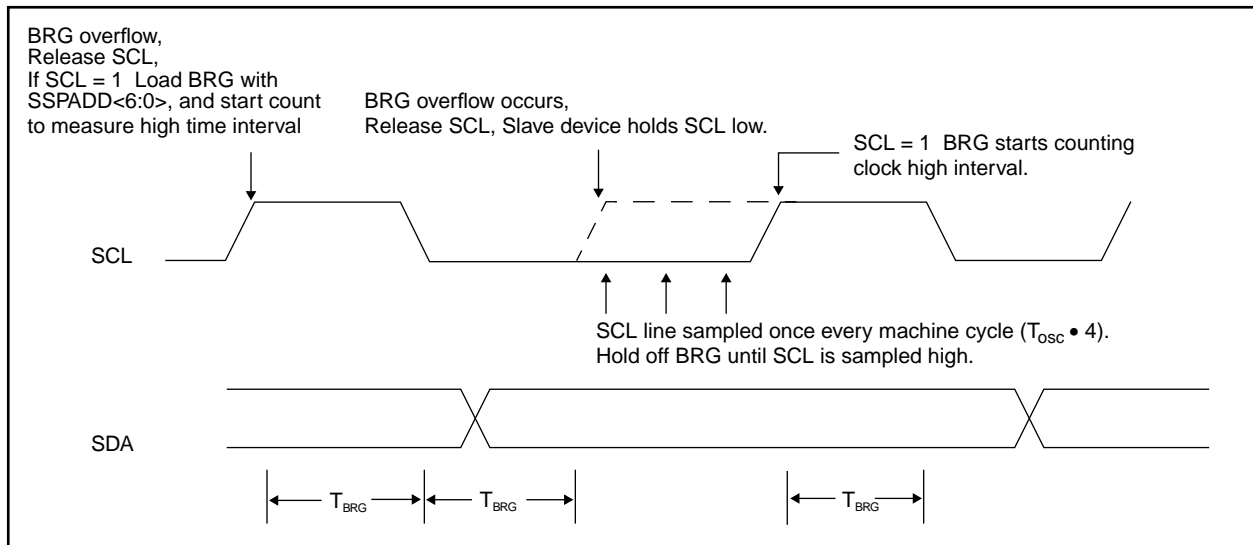 BRG overflow,
Release SCL,
If SCL = 1 Load BRG with
SSPADD<6:0>, and start count
to measure high time interval
BRG overflow occurs,
Release SCL, Slave device holds SCL low.
SCL = 1 BRG starts counting
clock high interval.
SCL
SCL line sampled once every machine cycle (Tosc • 4).
Hold off BRG until SCL is sampled high.
SDA
TBRG
TBRG
TBRG